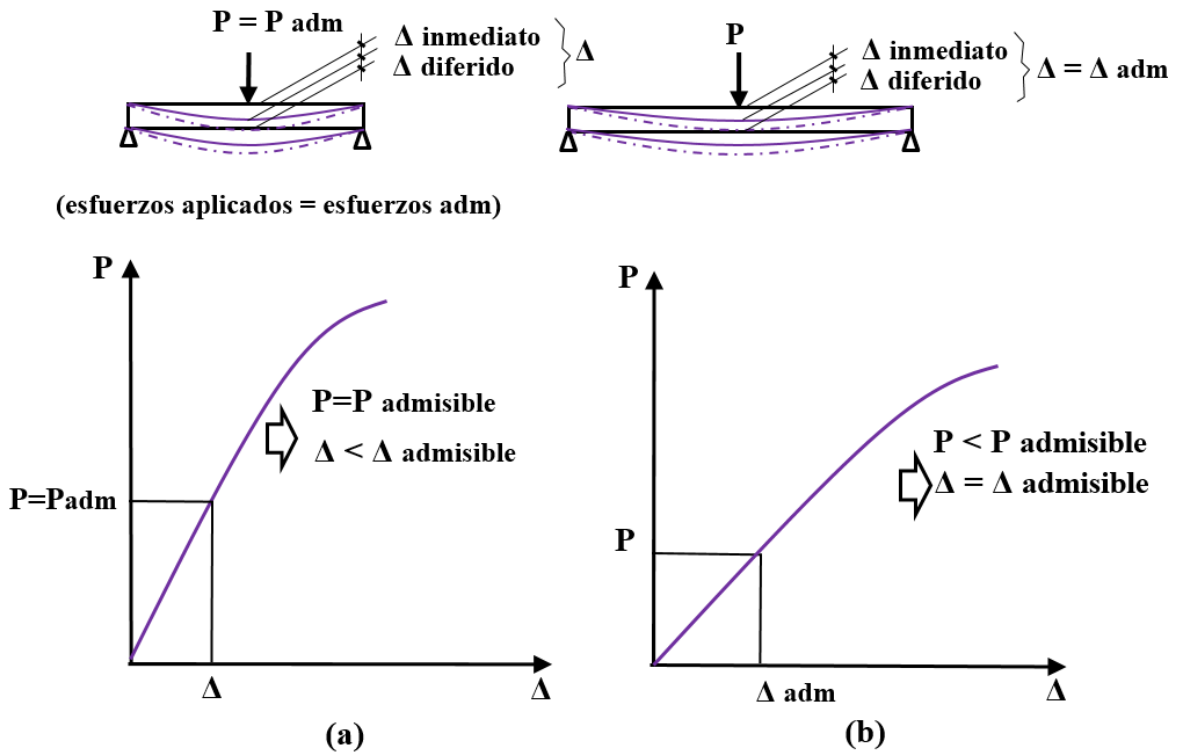 P = P adm
Δ inmediato
Δ diferido
Δ
(esfuerzos aplicados = esfuerzos adm)
P
Δ inmediato
Δ diferido
Δ = Δ adm
P
P=P admisible
Δ < Δ admisible
P=Padm
Δ
Δ
(a)
P
P < P admisible
Δ = Δ admisible
P
Δ adm
Δ
(b)